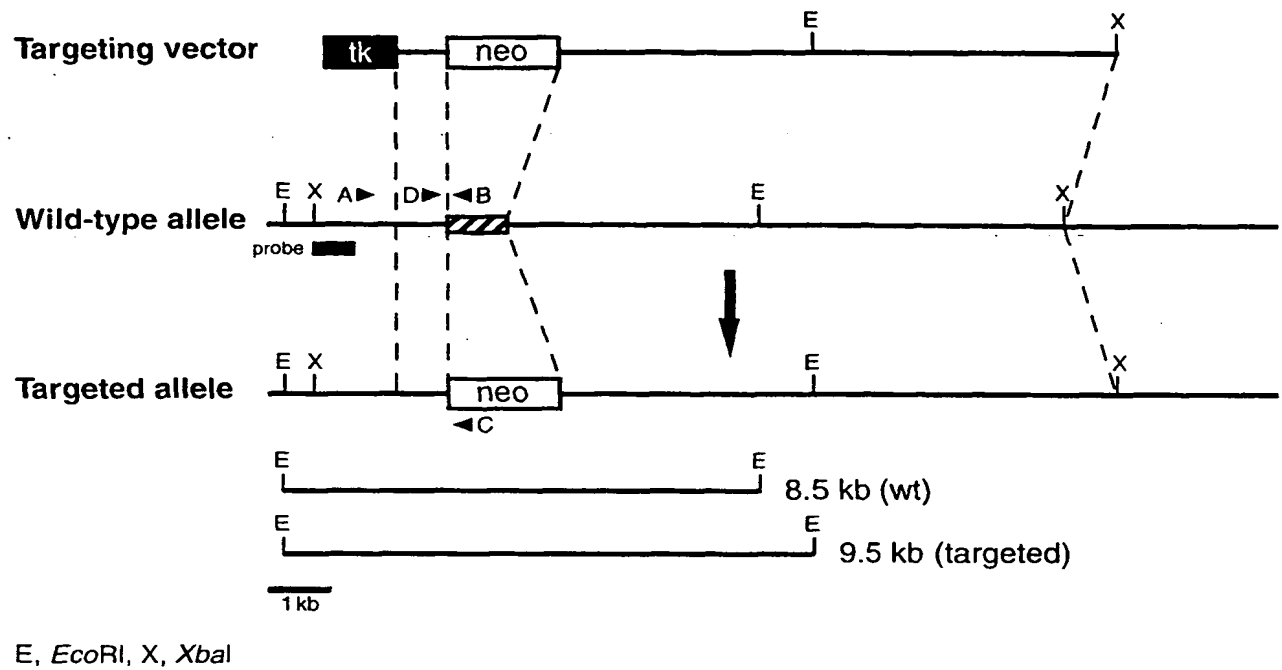 E X
Targeting vector tk neo
E X A D B E X
Wild-type allele
probe
E X E X
Targeted allele neo
C
E E
8.5 kb (wt)
E E
9.5 kb (targeted)
1 kb
E, EcoRI, X, XbaI